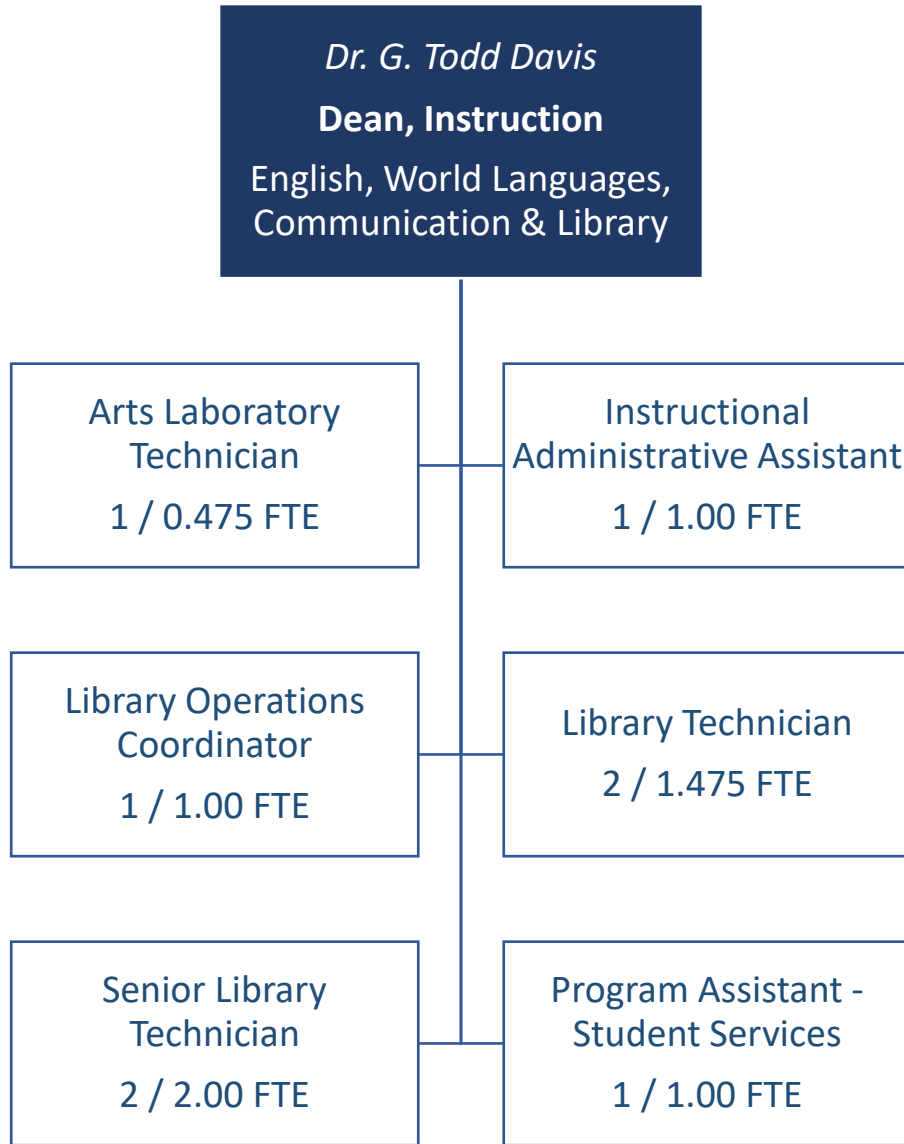 Dr. G. Todd Davis
Dean, Instruction
English, World Languages,
Communication & Library
Arts Laboratory
Technician
1 / 0.475 FTE
Instructional
Administrative Assistant
1 / 1.00 FTE
Library Operations
Coordinator
1 / 1.00 FTE
Library Technician
2 / 1.475 FTE
Senior Library
Technician
2 / 2.00 FTE
Program Assistant -
Student Services
1 / 1.00 FTE